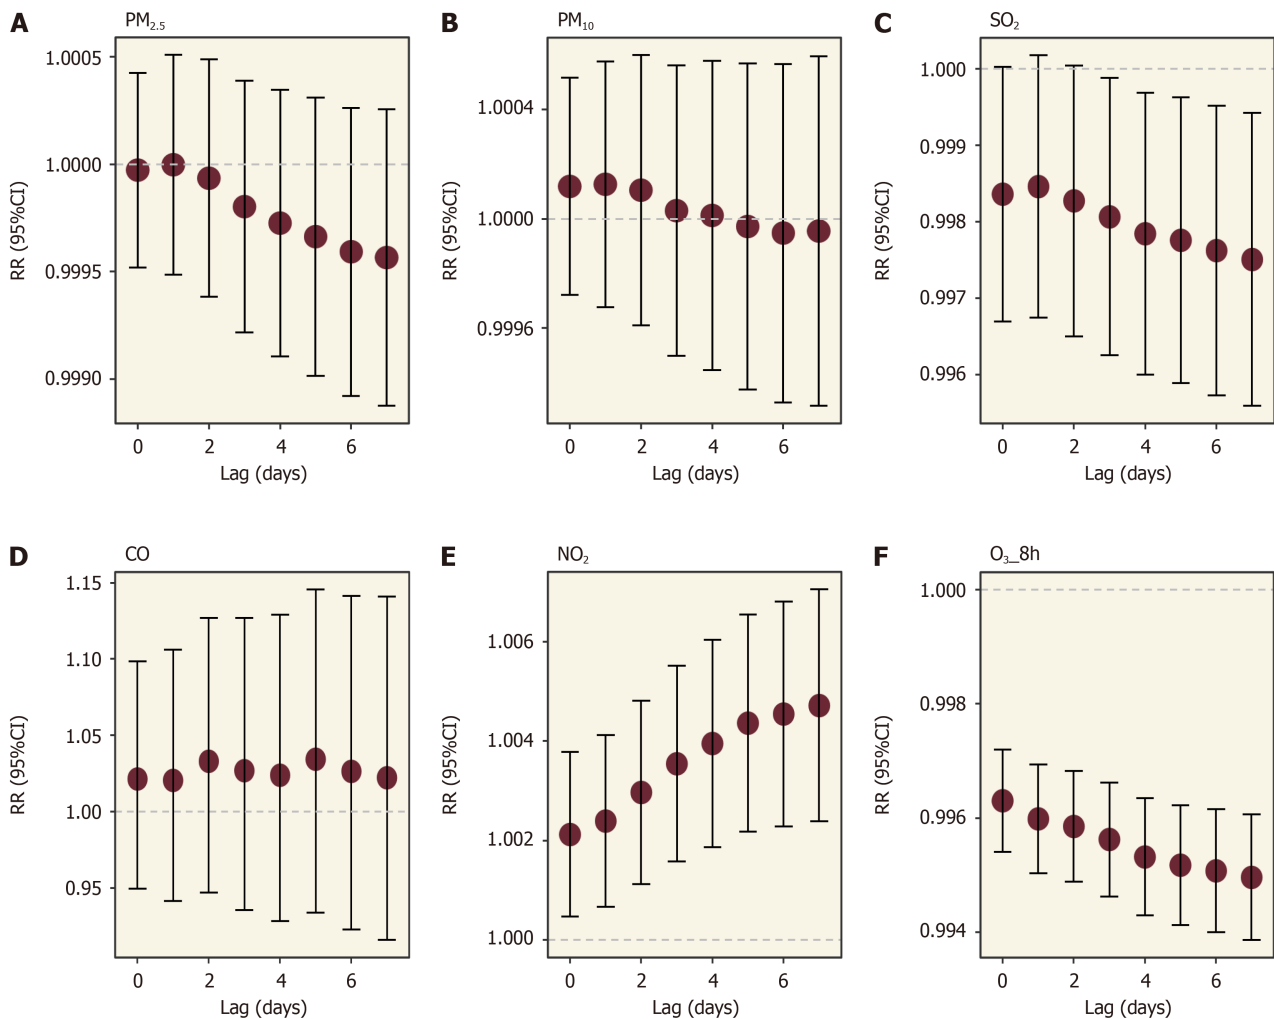 A PM2.5
1.0005
1.0000
0.9995
0.9990
RR (95%CI)
0 2 4 6
Lag (days)
B PM10
1.0004
1.0000
0.9996
RR (95%CI)
0 2 4 6
Lag (days)
C SO2
1.000
0.999
0.998
0.997
0.996
RR (95%CI)
0 2 4 6
Lag (days)
D CO
1.15
1.10
1.05
1.00
0.95
RR (95%CI)
0 2 4 6
Lag (days)
E NO2
1.006
1.004
1.002
1.000
RR (95%CI)
0 2 4 6
Lag (days)
F O3_8h
1.000
0.998
0.996
0.994
RR (95%CI)
0 2 4 6
Lag (days)